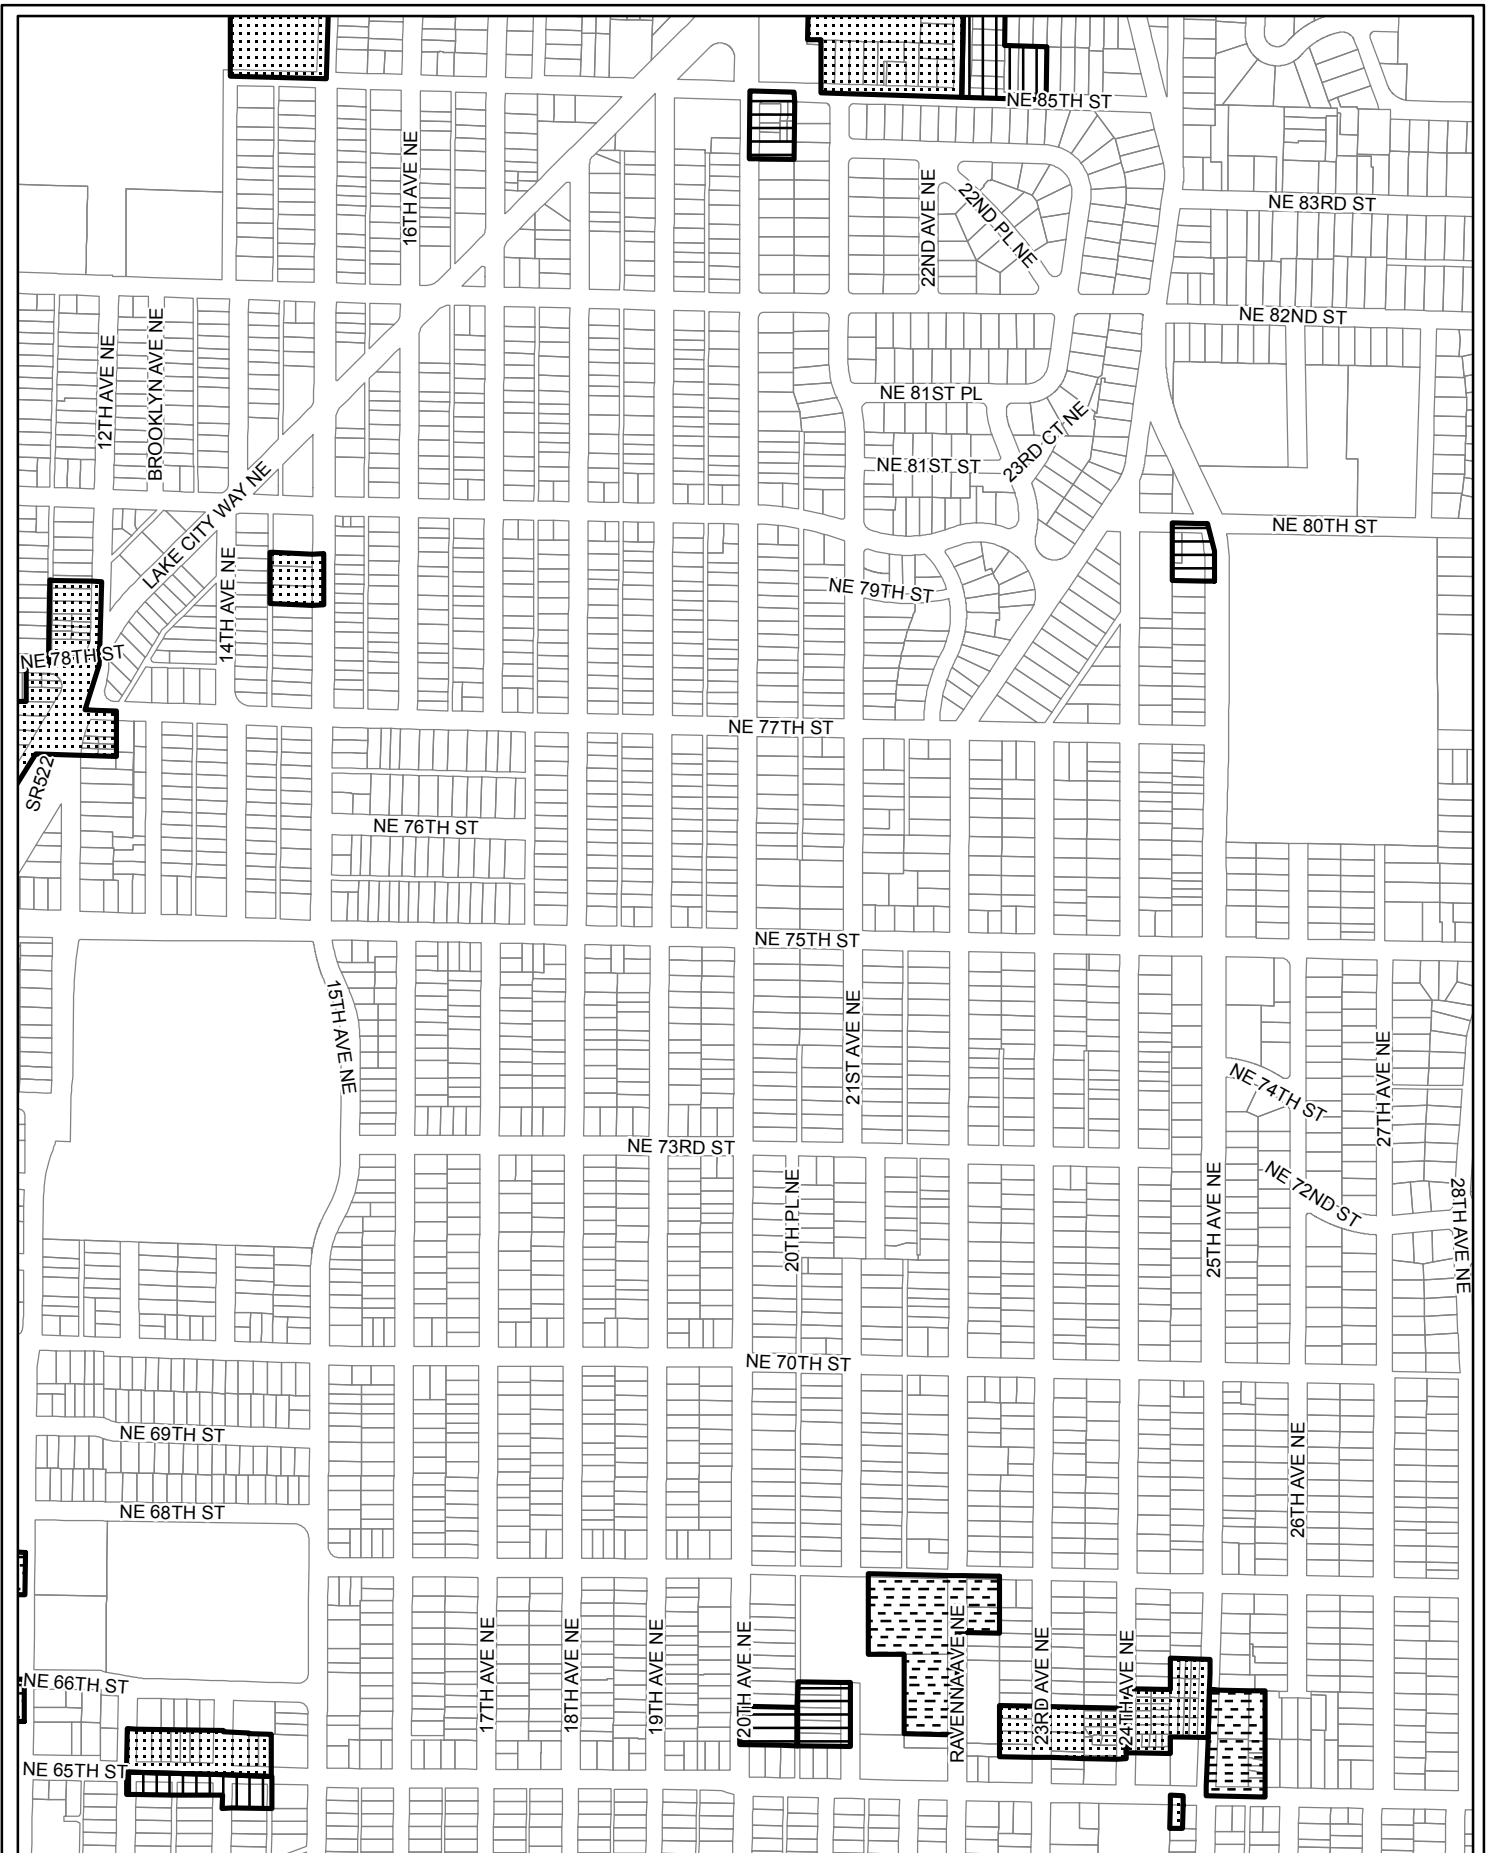 NE 85TH ST
16TH AVE NE
22ND AVE NE
22ND PL NE
NE 83RD ST
NE 82ND ST
12TH AVE NE
BROOKLYN AVE NE
NE 81ST PL
23RD CT NE
NE 81ST ST
LAKE CITY WAY NE
NE 80TH ST
14TH AVE NE
NE 79TH ST
NE 78TH ST
NE 77TH ST
SR522
NE 76TH ST
NE 75TH ST
15TH AVE NE
21ST AVE NE
27TH AVE NE
NE 74TH ST
NE 73RD ST
20TH PL NE
25TH AVE NE
NE 72ND ST
28TH AVE NE
NE 70TH ST
NE 69TH ST
26TH AVE NE
NE 68TH ST
17TH AVE NE
18TH AVE NE
19TH AVE NE
20TH AVE NE
RAVENNA AVE NE
23RD AVE NE
24TH AVE NE
NE 66TH ST
NE 65TH ST